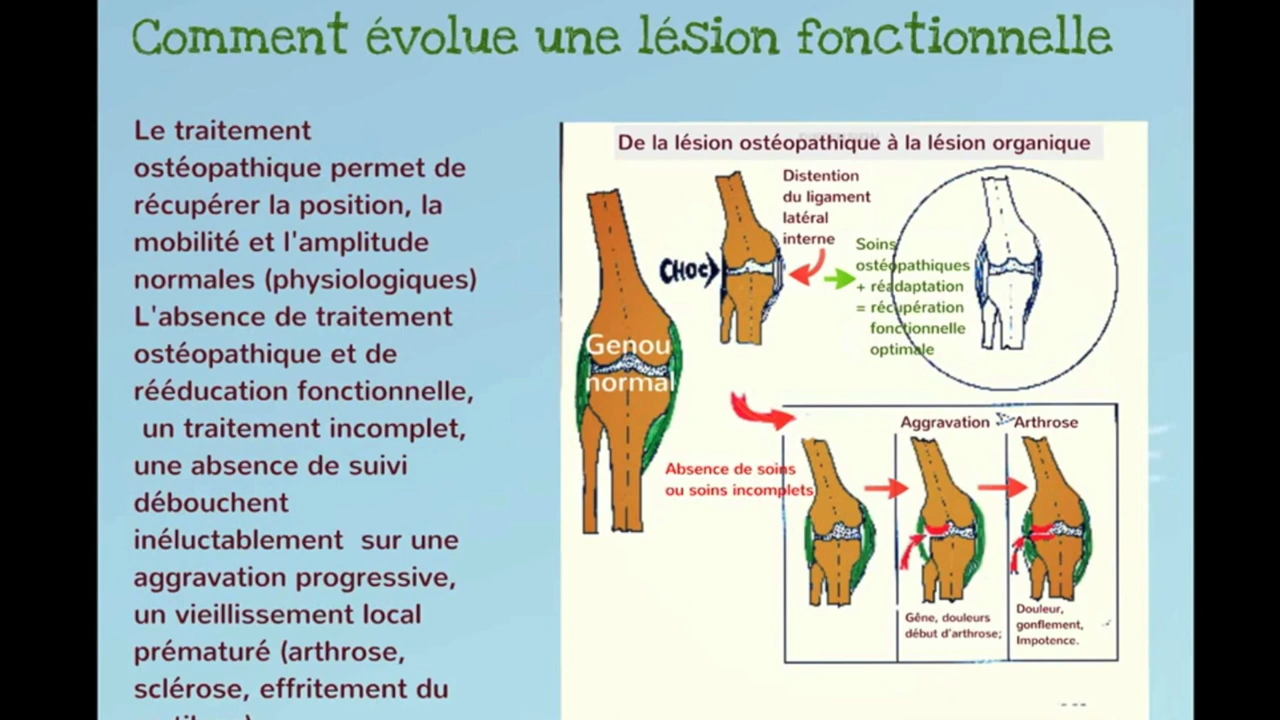 Comment évolue une lésion fonctionnelle
Le traitement
ostéopathique permet de
récupérer la position, la
mobilité et l'amplitude
normales (physiologiques)
L'absence de traitement
ostéopathique et de
rééducation fonctionnelle,
un traitement incomplet,
une absence de suivi
débouchent
inéluctablement sur une
aggravation progressive,
un vieillissement local
prématuré (arthrose,
sclérose, effritement du
De la lésion ostéopathique à la lésion organique
Genou
normal
CHOC
Distention
du ligament
latéral
interne
Soins
ostéopathiques
+ réadaptation
= récupération
fonctionnelle
optimale
Absence de soins
ou soins incomplets
Aggravation > Arthrose
Gêne, douleurs
début d'arthrose;
Douleur,
gonflement,
Impotence.